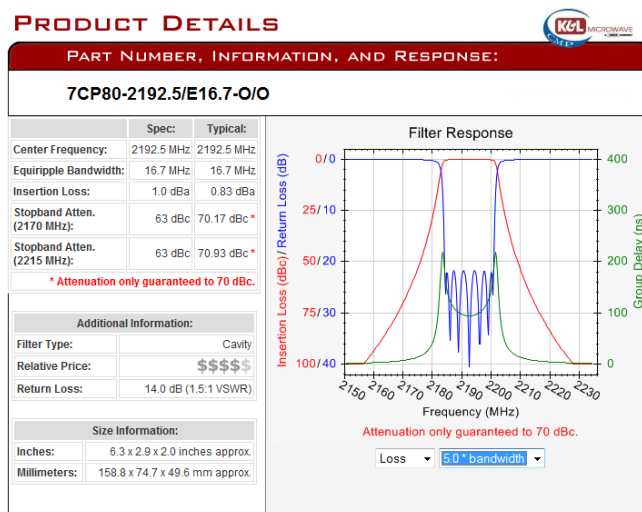 PRODUCT DETAILS
K&L MICROWAVE
CMP
PART NUMBER, INFORMATION, AND RESPONSE:
7CP80-2192.5/E16.7-O/O
Spec: Typical:
Center Frequency: 2192.5 MHz 2192.5 MHz
Equiripple Bandwidth: 16.7 MHz 16.7 MHz
Insertion Loss: 1.0 dBa 0.83 dBa
Stopband Atten.
(2170 MHz): 63 dBc 70.17 dBc *
Stopband Atten.
(2215 MHz): 63 dBc 70.93 dBc *
* Attenuation only guaranteed to 70 dBc.
Additional Information:
Filter Type: Cavity
Relative Price: $$$$$
Return Loss: 14.0 dB (1.5:1 VSWR)
Size Information:
Inches: 6.3 x 2.9 x 2.0 inches approx.
Millimeters: 158.8 x 74.7 x 49.6 mm approx.
Filter Response
Insertion Loss (dBc) / Return Loss (dB)
0/0
25/10
50/20
75/30
100/40
400
300
200
100
0
Group Delay (ns)
2150 2160 2170 2180 2190 2200 2210 2220 2230
Frequency (MHz)
Attenuation only guaranteed to 70 dBc.
Loss 5.0 * bandwidth